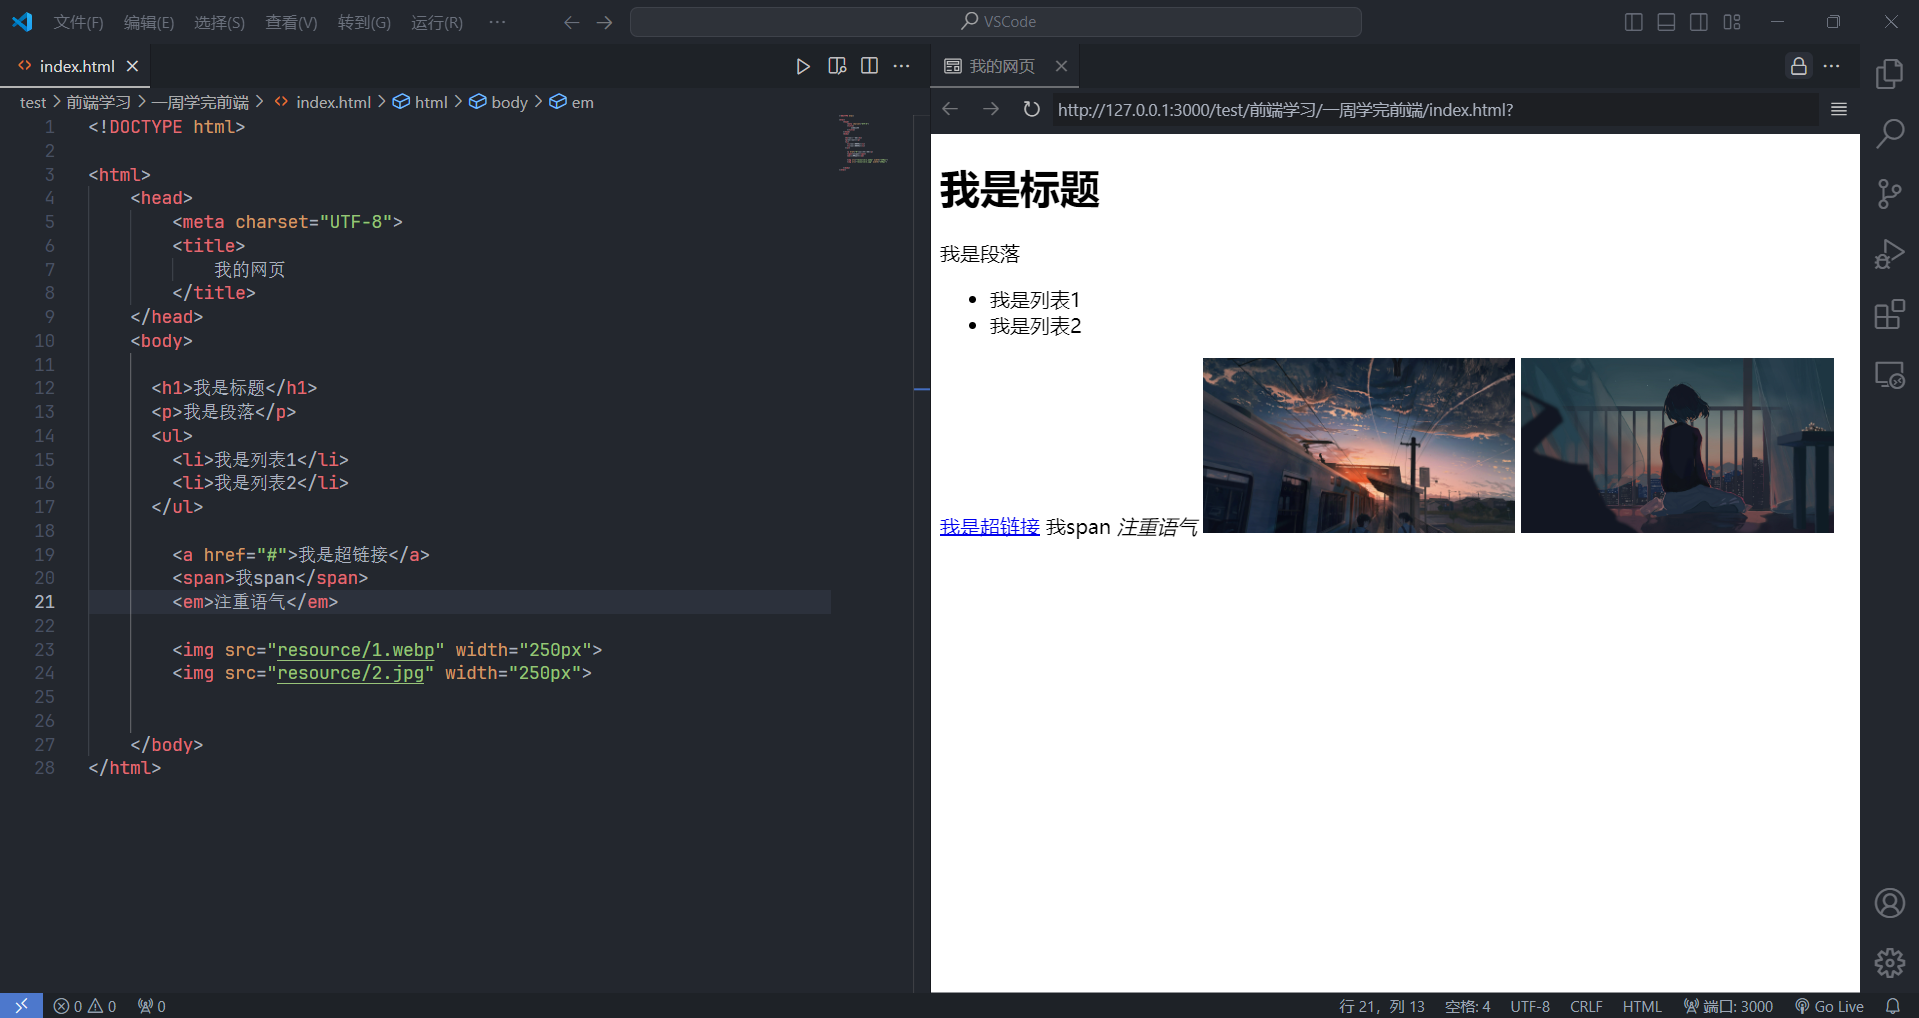 文件(F) 编辑(E) 选择(S) 查看(V) 转到(G) 运行(R) ··· VSCode
index.html
我的网页
test > 前端学习 > 一周学完前端 > index.html > html > body > em
http://127.0.0.1:3000/test/前端学习/一周学完前端/index.html?
1 <!DOCTYPE html>
2
3 <html>
4 <head>
5 <meta charset="UTF-8">
6 <title>
7 我的网页
8 </title>
9 </head>
10 <body>
11
12 <h1>我是标题</h1>
13 <p>我是段落</p>
14 <ul>
15 <li>我是列表1</li>
16 <li>我是列表2</li>
17 </ul>
18
19 <a href="#">我是超链接</a>
20 <span>我span</span>
21 <em>注重语气</em>
22
23 <img src="resource/1.webp" width="250px">
24 <img src="resource/2.jpg" width="250px">
25
26
27 </body>
28 </html>
我是标题
我是段落
• 我是列表1
• 我是列表2
我是超链接 我span 注重语气
0 0 0 行 21，列 13 空格: 4 UTF-8 CRLF HTML 端口: 3000 Go Live